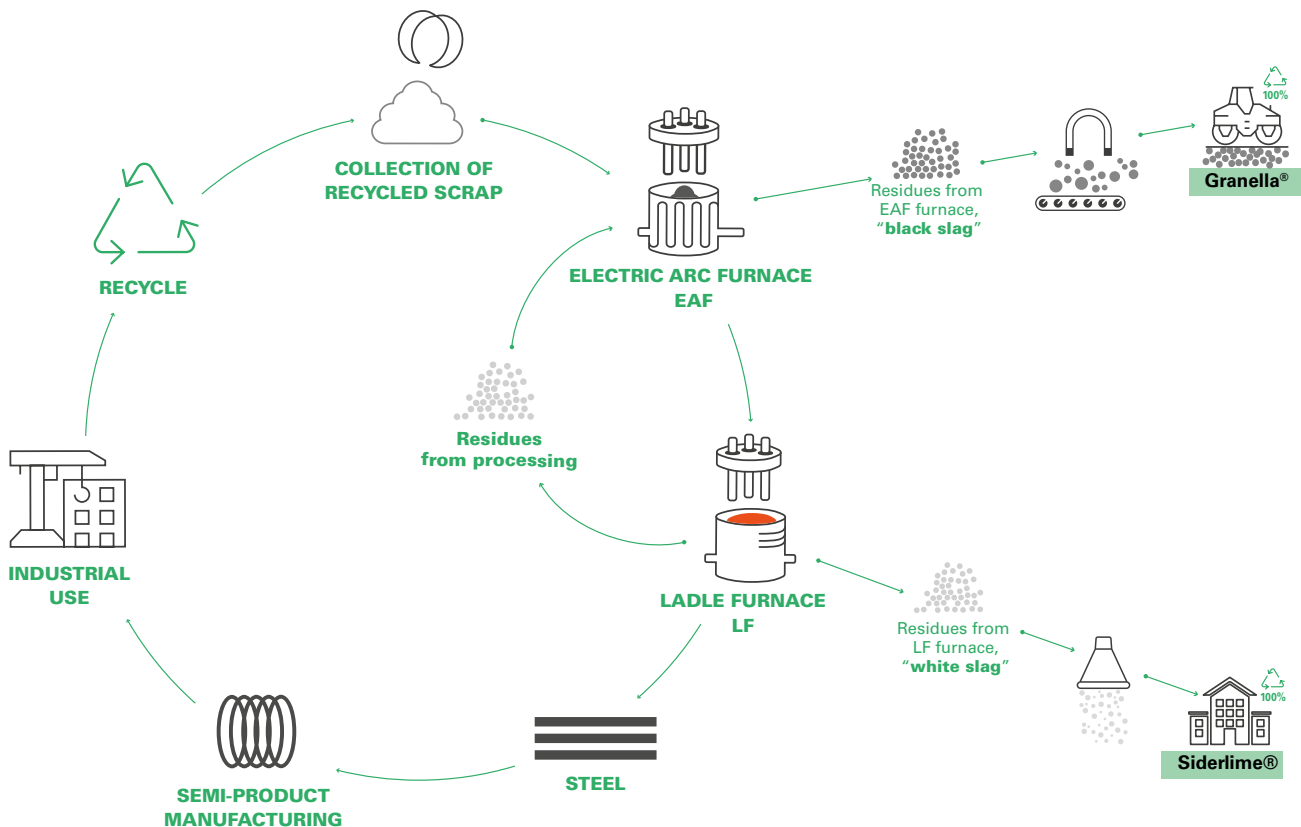 100%
Granella®
COLLECTION OF
RECYCLED SCRAP
Residues from
EAF furnace,
“black slag”
ELECTRIC ARC FURNACE
EAF
RECYCLE
Residues
from processing
INDUSTRIAL
USE
LADLE FURNACE
LF
Residues from
LF furnace,
“white slag”
100%
Siderlime®
STEEL
SEMI-PRODUCT
MANUFACTURING